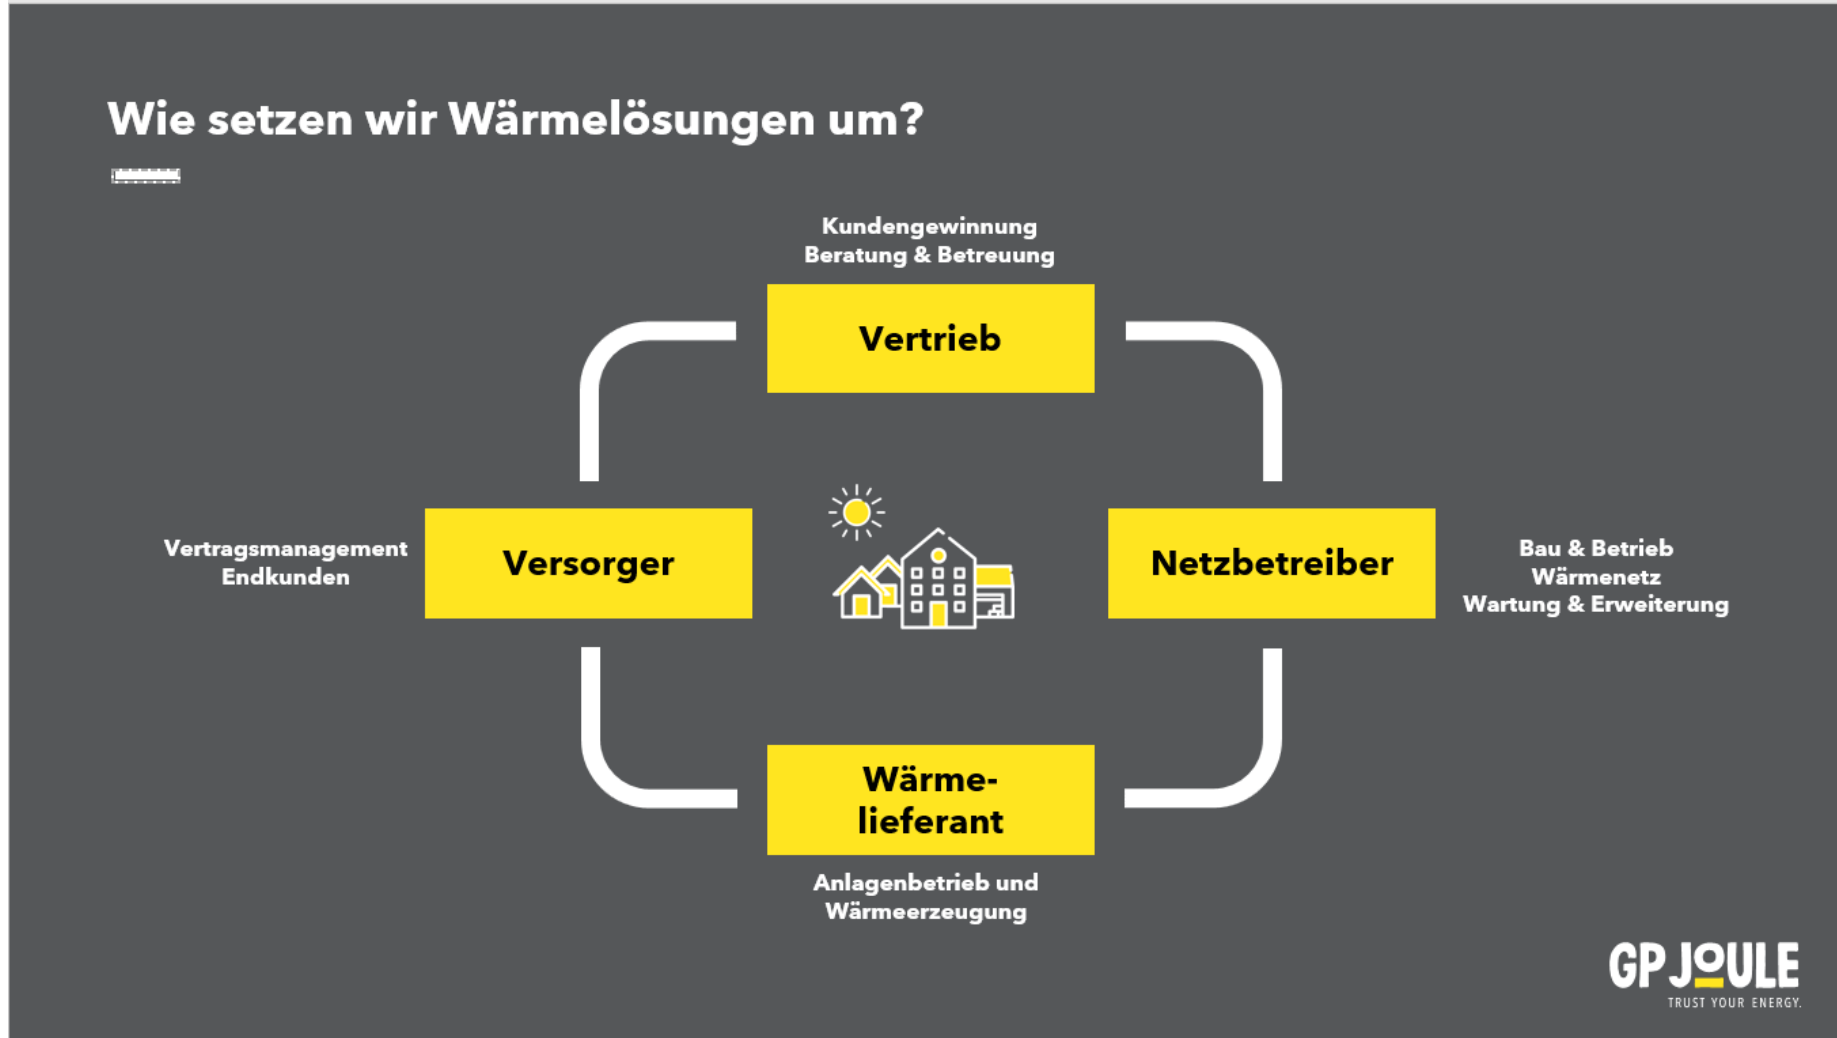 Wie setzen wir Wärmelösungen um?
Kundengewinnung
Beratung & Betreuung
Vertrieb
Vertragsmanagement
Endkunden
Versorger
Netzbetreiber
Bau & Betrieb
Wärmenetz
Wartung & Erweiterung
Wärme-
lieferant
Anlagenbetrieb und
Wärmeerzeugung
GP JOULE
TRUST YOUR ENERGY.